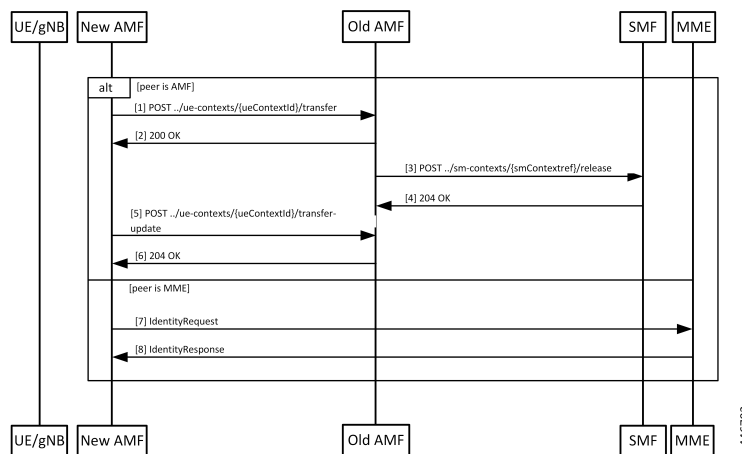 UE/gNB New AMF Old AMF SMF MME
alt [peer is AMF]
[1] POST ../ue-contexts/{ueContextId}/transfer
[2] 200 OK
[3] POST ../sm-contexts/{smContextref}/release
[4] 204 OK
[5] POST ../ue-contexts/{ueContextId}/transfer-
update
[6] 204 OK
[peer is MME]
[7] IdentityRequest
[8] IdentityResponse
UE/gNB New AMF Old AMF SMF MME